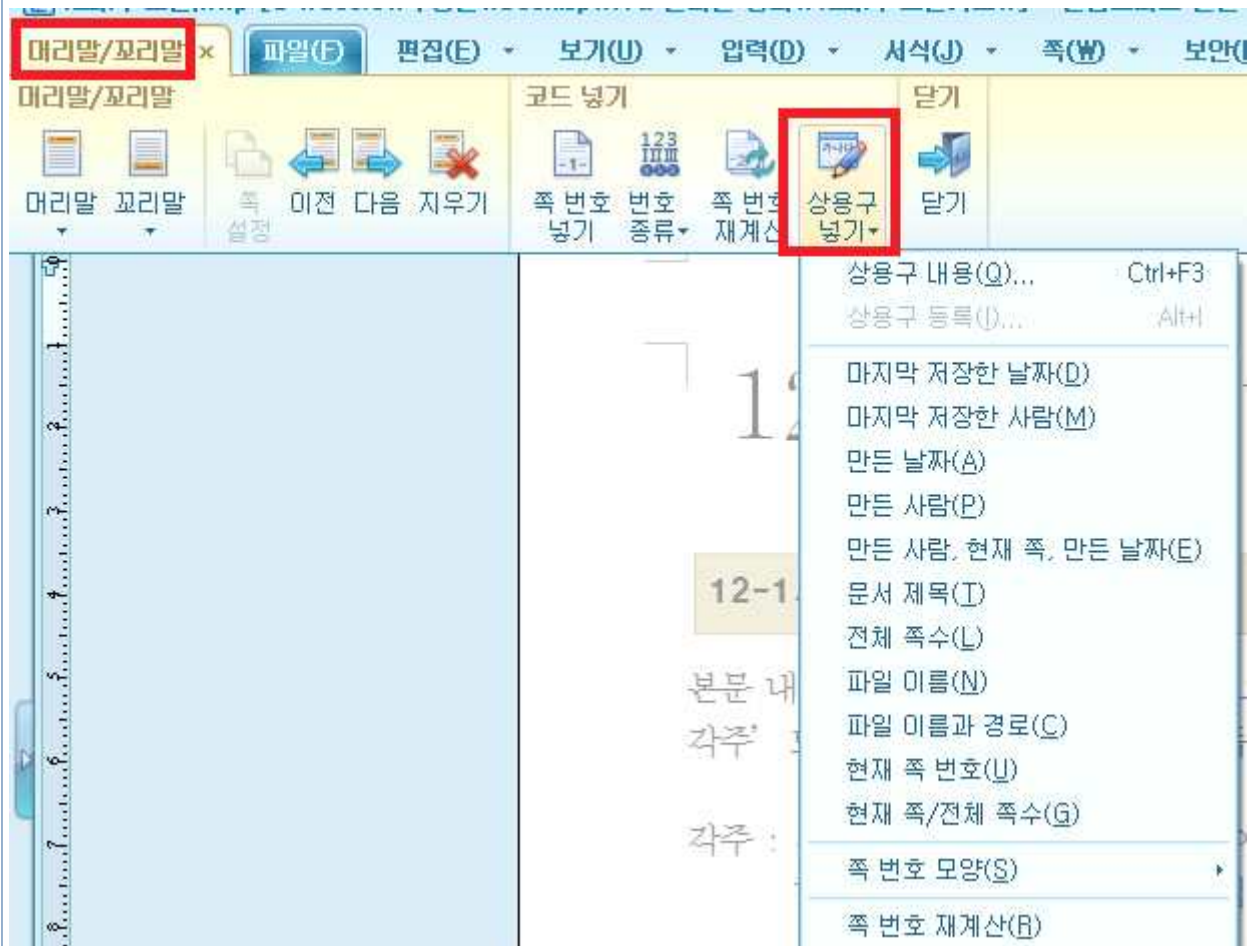 머리말/꼬리말 × 파일(F) 편집(E) 보기(U) 입력(D) 서식(J) 쪽(W) 보안(
머리말/꼬리말 코드 넣기 닫기
머리말 꼬리말 쪽 설정 이전 다음 지우기 쪽 번호 넣기 번호 종류 쪽 번호 재계산 상용구 넣기 닫기
상용구 내용(Q)... Ctrl+F3
상용구 등록(I)... Alt+I
마지막 저장한 날짜(D)
마지막 저장한 사람(M)
만든 날짜(A)
만든 사람(P)
만든 사람, 현재 쪽, 만든 날짜(E)
문서 제목(T)
전체 쪽수(L)
파일 이름(N)
파일 이름과 경로(C)
현재 쪽 번호(U)
현재 쪽/전체 쪽수(G)
쪽 번호 모양(S)
쪽 번호 재계산(R)
12
12-1.
본문 내
각주
각주 :